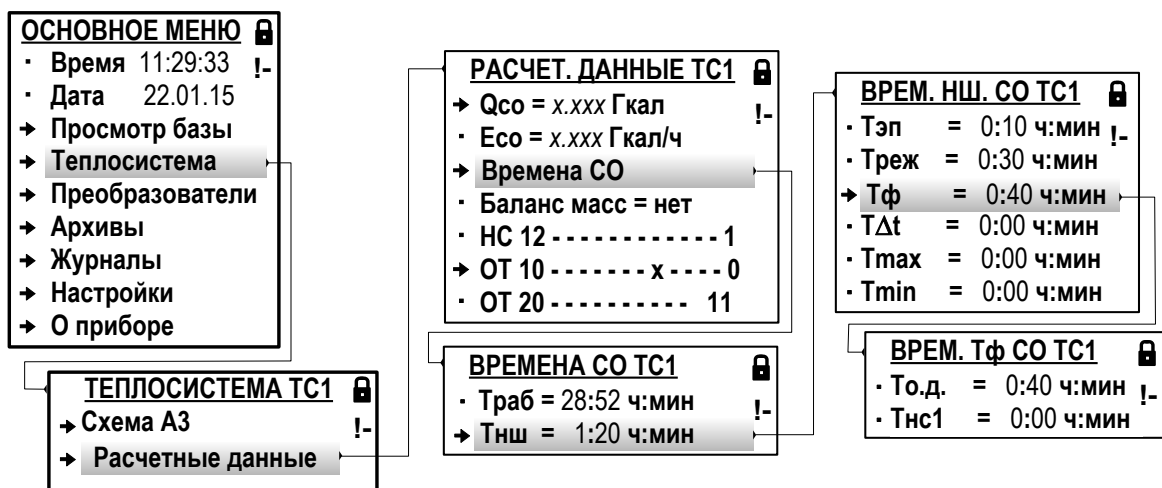 ОСНОВНОЕ МЕНЮ
· Время 11:29:33 !-
· Дата 22.01.15
→ Просмотр базы
→ Теплосистема
→ Преобразователи
→ Архивы
→ Журналы
→ Настройки
→ О приборе
ТЕПЛОСИСТЕМА ТС1
→ Схема А3 !-
→ Расчетные данные
РАСЧЕТ. ДАННЫЕ ТС1
→ Qсо = x.xxx Гкал !-
· Eсо = x.xxx Гкал/ч
→ Времена СО
· Баланс масс = нет
· НС 12 - - - - - - - - - - - - 1
→ ОТ 10 - - - - - - - х - - - - 0
· ОТ 20 - - - - - - - - - - 11
ВРЕМЕНА СО ТС1
· Траб = 28:52 ч:мин !-
→ Тнш = 1:20 ч:мин
ВРЕМ. НШ. СО ТС1
· Тэп = 0:10 ч:мин !-
· Треж = 0:30 ч:мин
→ Тф = 0:40 ч:мин
· ТΔt = 0:00 ч:мин
· Tmax = 0:00 ч:мин
· Tmin = 0:00 ч:мин
ВРЕМ. Тф СО ТС1
· То.д. = 0:40 ч:мин !-
· Тнс1 = 0:00 ч:мин